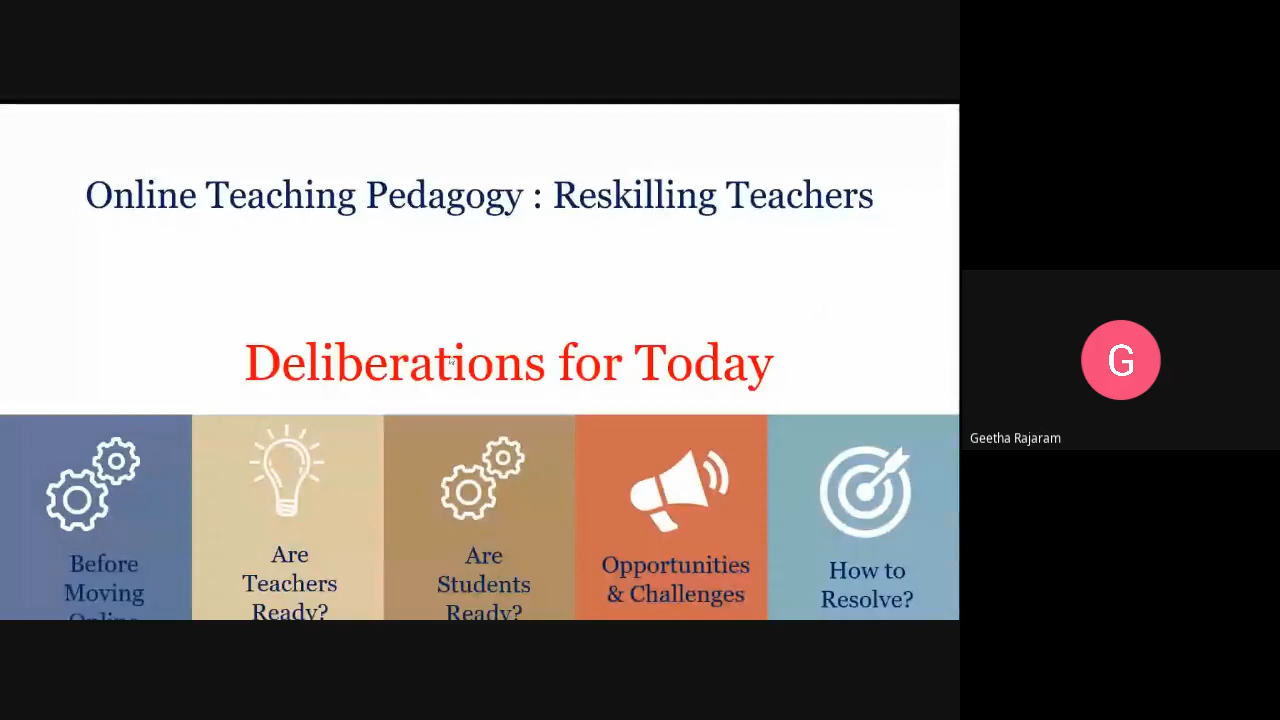 Online Teaching Pedagogy : Reskilling Teachers
Deliberations for Today
Before
Moving
Online
Are
Teachers
Ready?
Are
Students
Ready?
Opportunities
& Challenges
How to
Resolve?
G
Geetha Rajaram